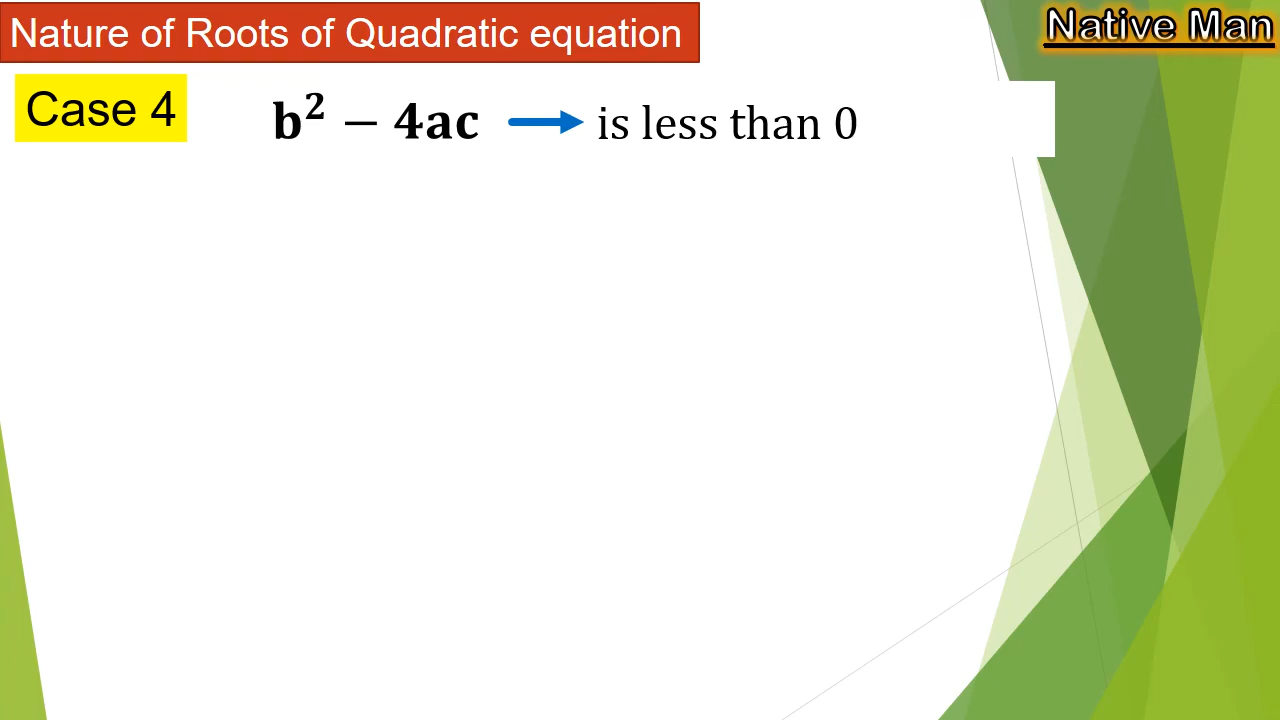 Nature of Roots of Quadratic equation
Native Man
Case 4 b² − 4ac → is less than 0